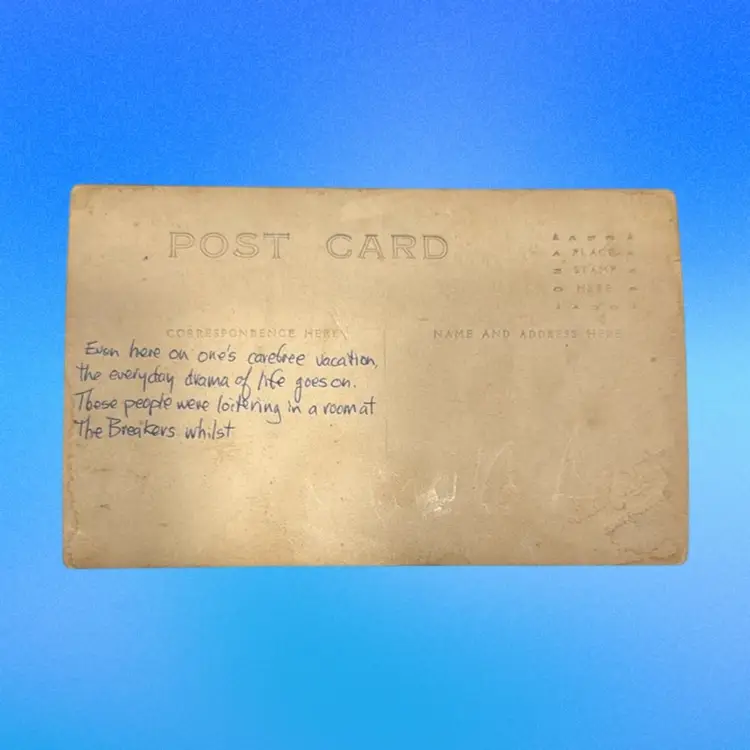 POST CARD
PLACE
STAMP
HERE
CORRESPONDENCE HERE
NAME AND ADDRESS HERE
Even here on one's carefree vacation,
the everyday drama of life goes on.
These people were loitering in a room at
The Breakers whilst